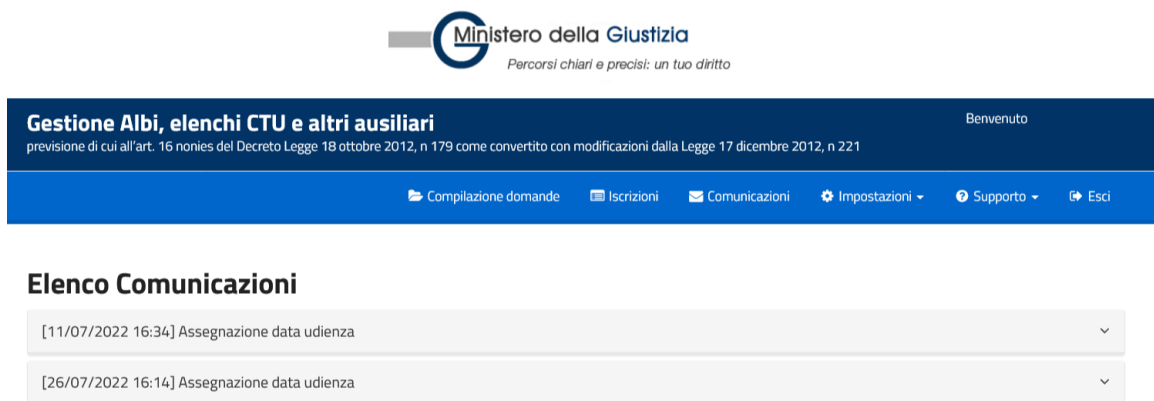 Ministero della Giustizia
Percorsi chiari e precisi: un tuo diritto
Gestione Albi, elenchi CTU e altri ausiliari
Benvenuto
previsione di cui all'art. 16 nonies del Decreto Legge 18 ottobre 2012, n 179 come convertito con modificazioni dalla Legge 17 dicembre 2012, n 221
Compilazione domande Iscrizioni Comunicazioni Impostazioni Supporto Esci
Elenco Comunicazioni
[11/07/2022 16:34] Assegnazione data udienza
[26/07/2022 16:14] Assegnazione data udienza